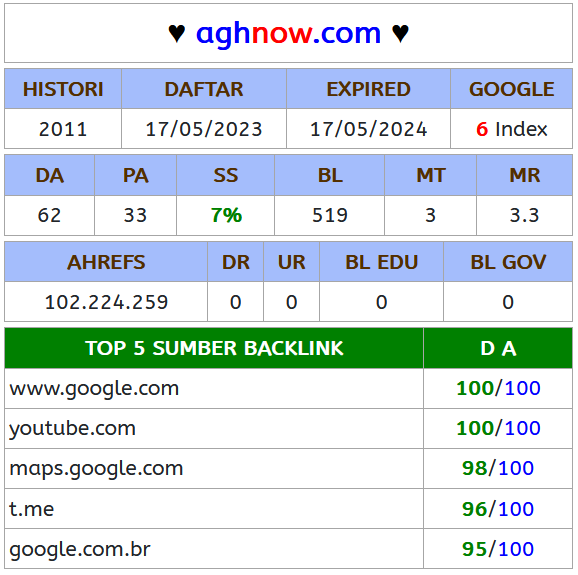 ♥ aghnow.com ♥
HISTORI DAFTAR EXPIRED GOOGLE
2011 17/05/2023 17/05/2024 6 Index
DA PA SS BL MT MR
62 33 7% 519 3 3.3
AHREFS DR UR BL EDU BL GOV
102.224.259 0 0 0 0
TOP 5 SUMBER BACKLINK D A
www.google.com 100/100
youtube.com 100/100
maps.google.com 98/100
t.me 96/100
google.com.br 95/100